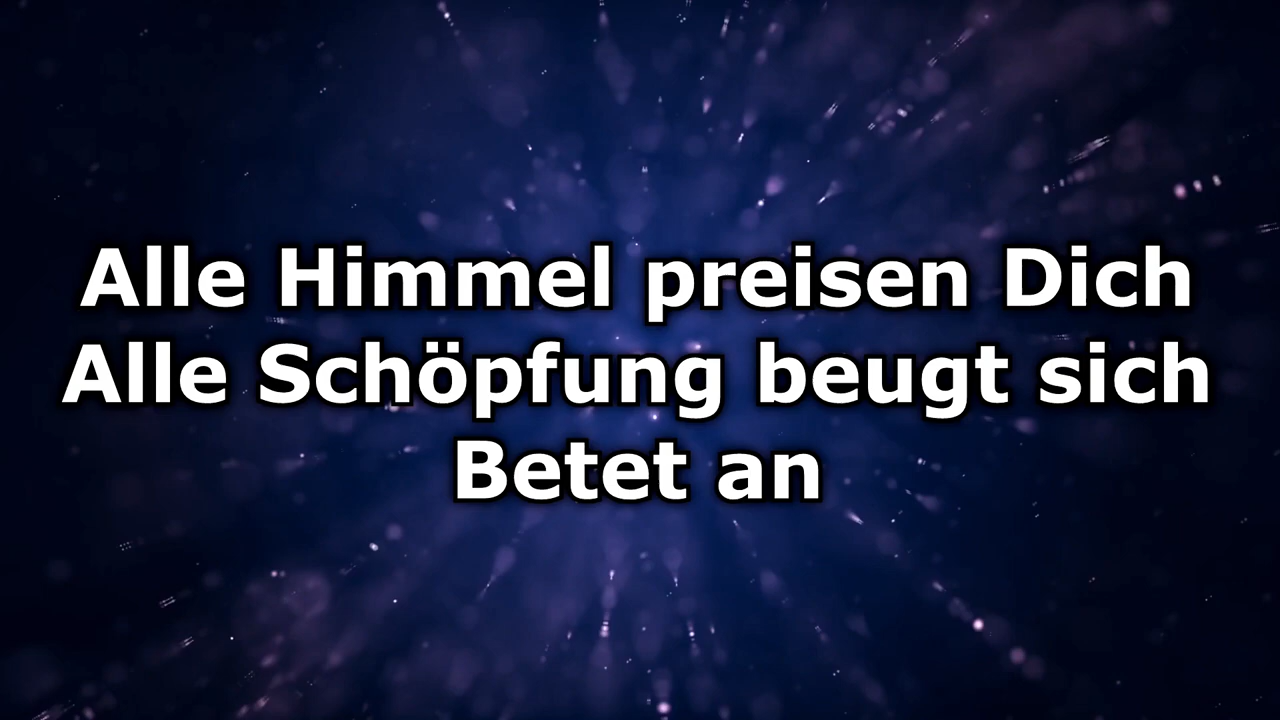 Alle Himmel preisen Dich
Alle Schöpfung beugt sich
Betet an